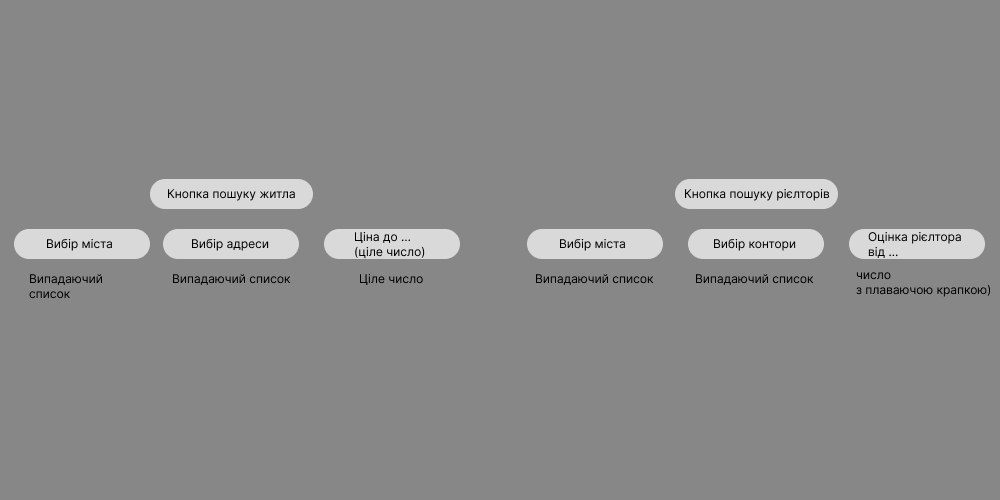 Кнопка пошуку житла
Кнопка пошуку рієлторів
Вибір міста
Вибір адреси
Ціна до ...
(ціле число)
Вибір міста
Вибір контори
Оцінка рієлтора
від ...
Випадаючий
список
Випадаючий список
Ціле число
Випадаючий список
Випадаючий список
число
з плаваючою крапкою)